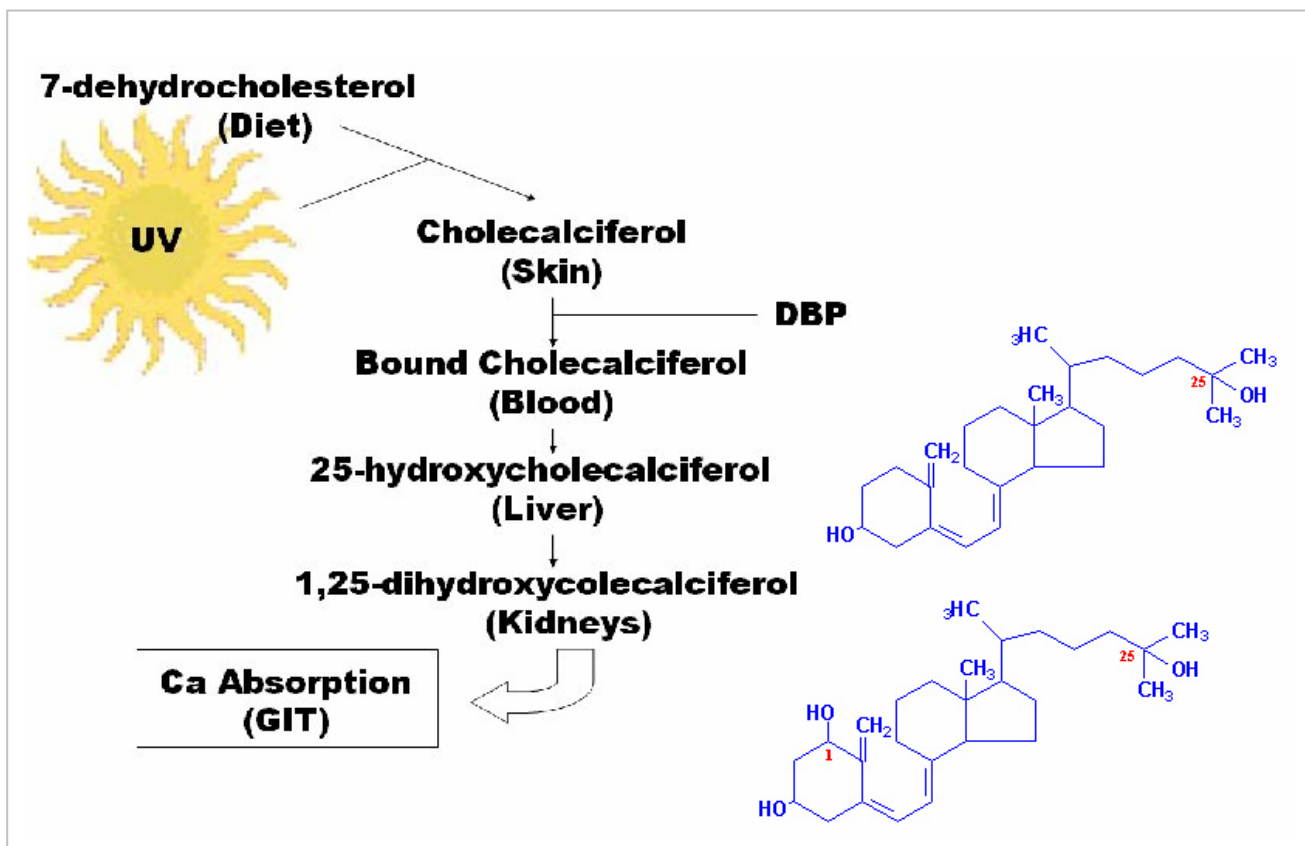 7-dehydrocholesterol
(Diet)
UV
Cholecalciferol
(Skin)
DBP
Bound Cholecalciferol
(Blood)
25-hydroxycholecalciferol
(Liver)
1,25-dihydroxycolecalciferol
(Kidneys)
Ca Absorption
(GIT)
₃HC
CH₃
25
OH
CH₃
CH₃
CH₂
HO
₃HC
CH₃
25
OH
CH₃
CH₃
HO
CH₂
1
HO